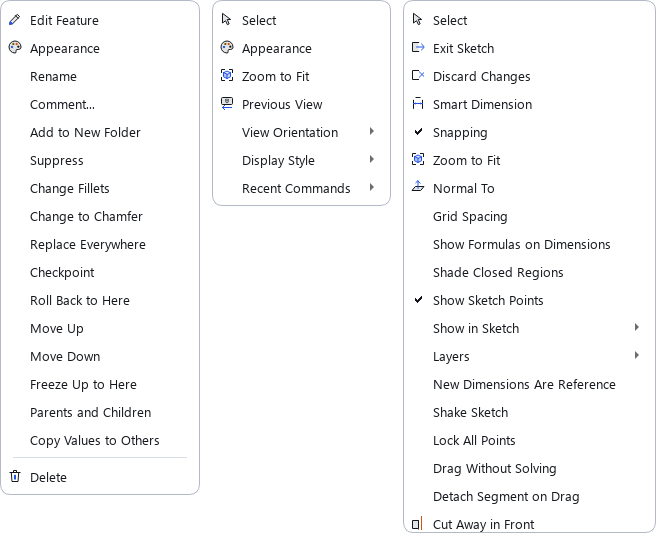 Edit Feature
Appearance
Rename
Comment...
Add to New Folder
Suppress
Change Fillets
Change to Chamfer
Replace Everywhere
Checkpoint
Roll Back to Here
Move Up
Move Down
Freeze Up to Here
Parents and Children
Copy Values to Others
Delete
Select
Appearance
Zoom to Fit
Previous View
View Orientation
Display Style
Recent Commands
Select
Exit Sketch
Discard Changes
Smart Dimension
Snapping
Zoom to Fit
Normal To
Grid Spacing
Show Formulas on Dimensions
Shade Closed Regions
Show Sketch Points
Show in Sketch
Layers
New Dimensions Are Reference
Shake Sketch
Lock All Points
Drag Without Solving
Detach Segment on Drag
Cut Away in Front